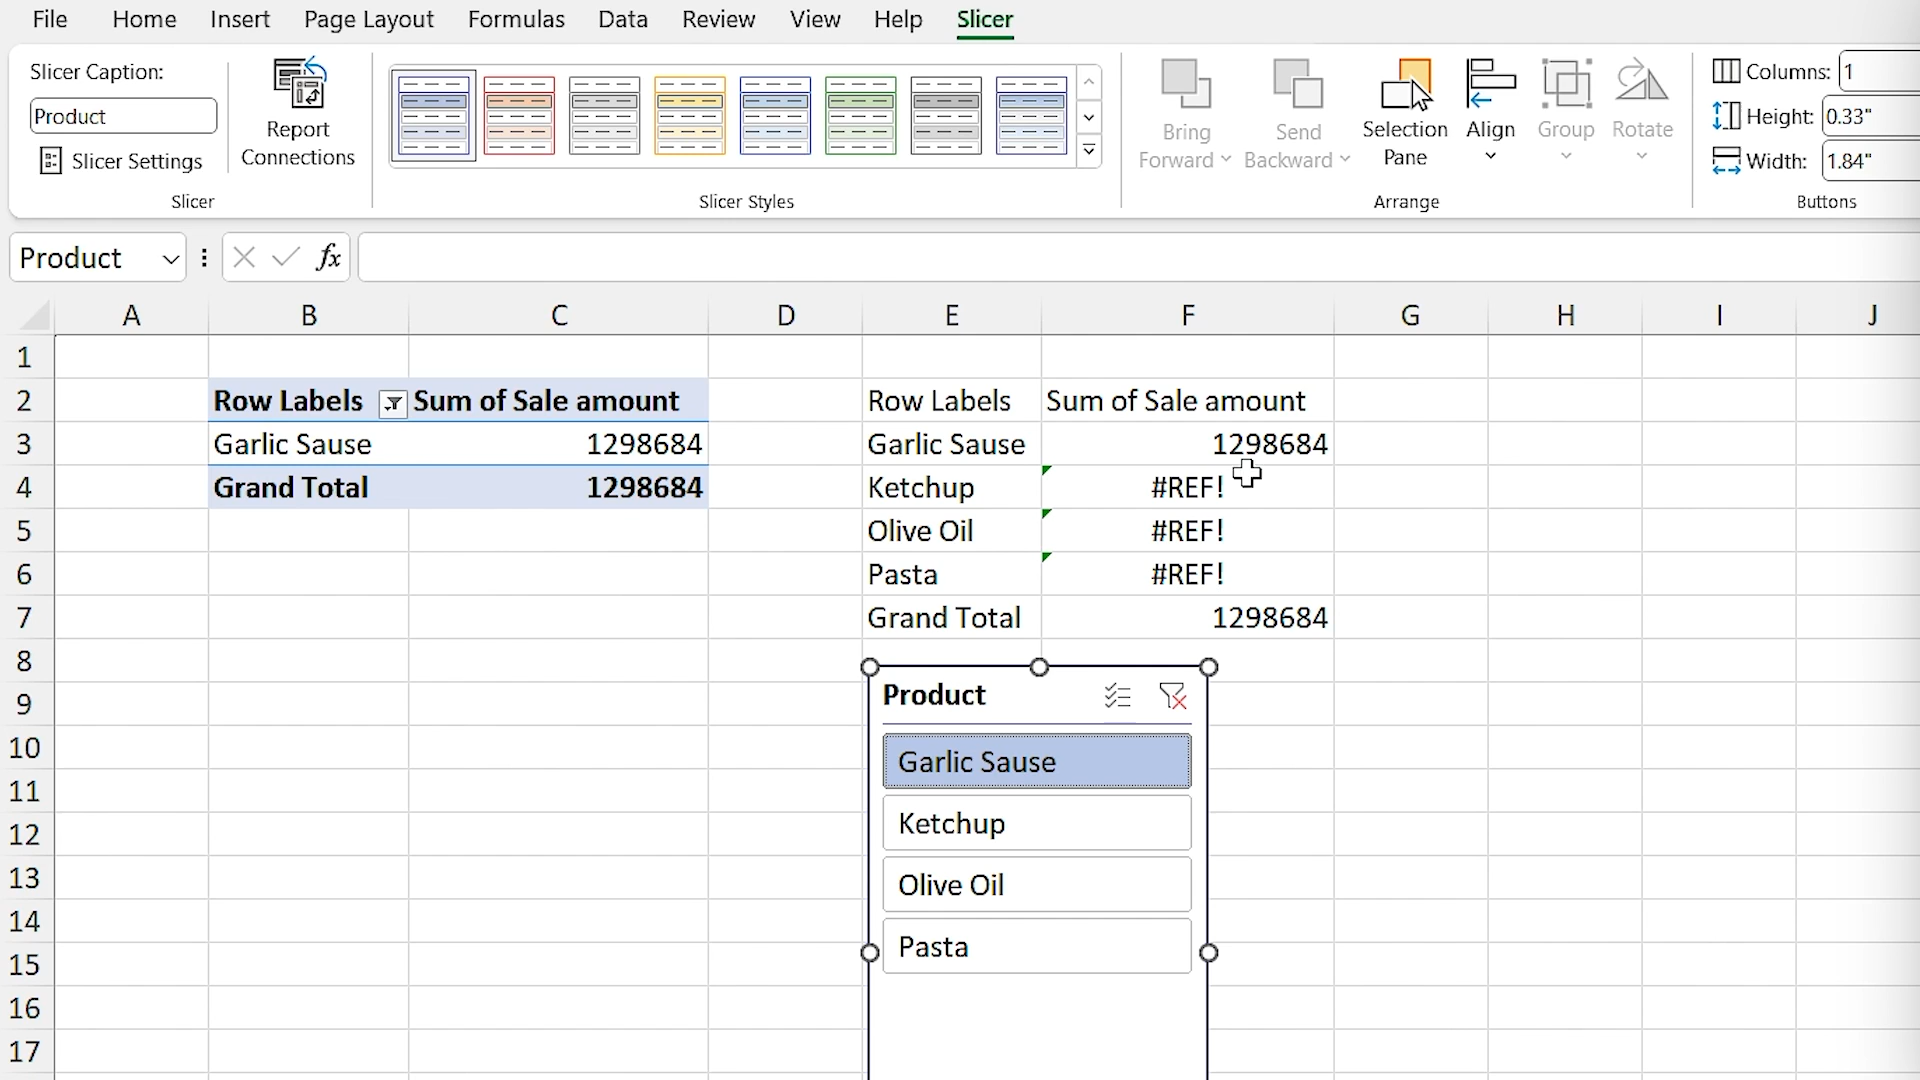 File Home Insert Page Layout Formulas Data Review View Help Slicer
Slicer Caption:
Product
Slicer Settings
Report
Connections
Slicer
Slicer Styles
Bring
Forward
Send
Backward
Selection
Pane
Align
Group
Rotate
Arrange
Columns: 1
Height: 0.33"
Width: 1.84"
Buttons
Product fx
A B C D E F G H I J
1
2 Row Labels Sum of Sale amount Row Labels Sum of Sale amount
3 Garlic Sause 1298684 Garlic Sause 1298684
4 Grand Total 1298684 Ketchup #REF!
5 Olive Oil #REF!
6 Pasta #REF!
7 Grand Total 1298684
8
9
10
11
12
13
14
15
16
17
Product
Garlic Sause
Ketchup
Olive Oil
Pasta